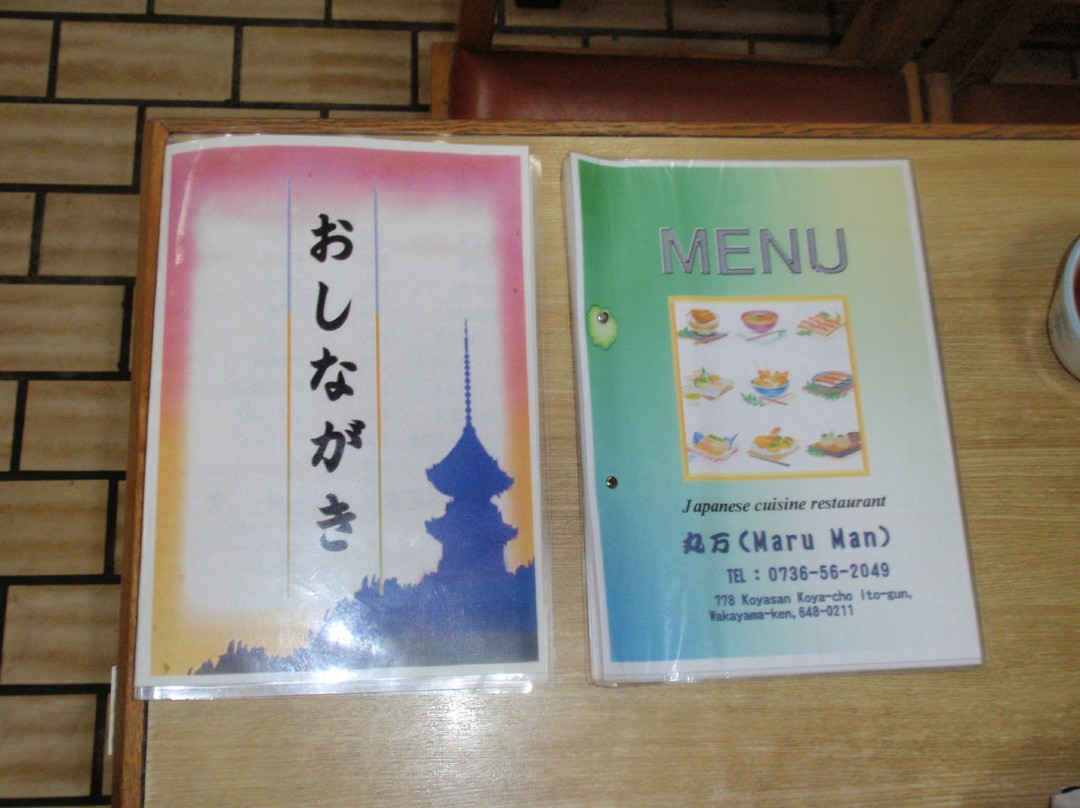 おしながき
MENU
Japanese cuisine restaurant
丸万(Maru Man)
TEL : 0736-56-2049
778 Koyasan Koya-cho Ito-gun,
Wakayama-ken,648-0211